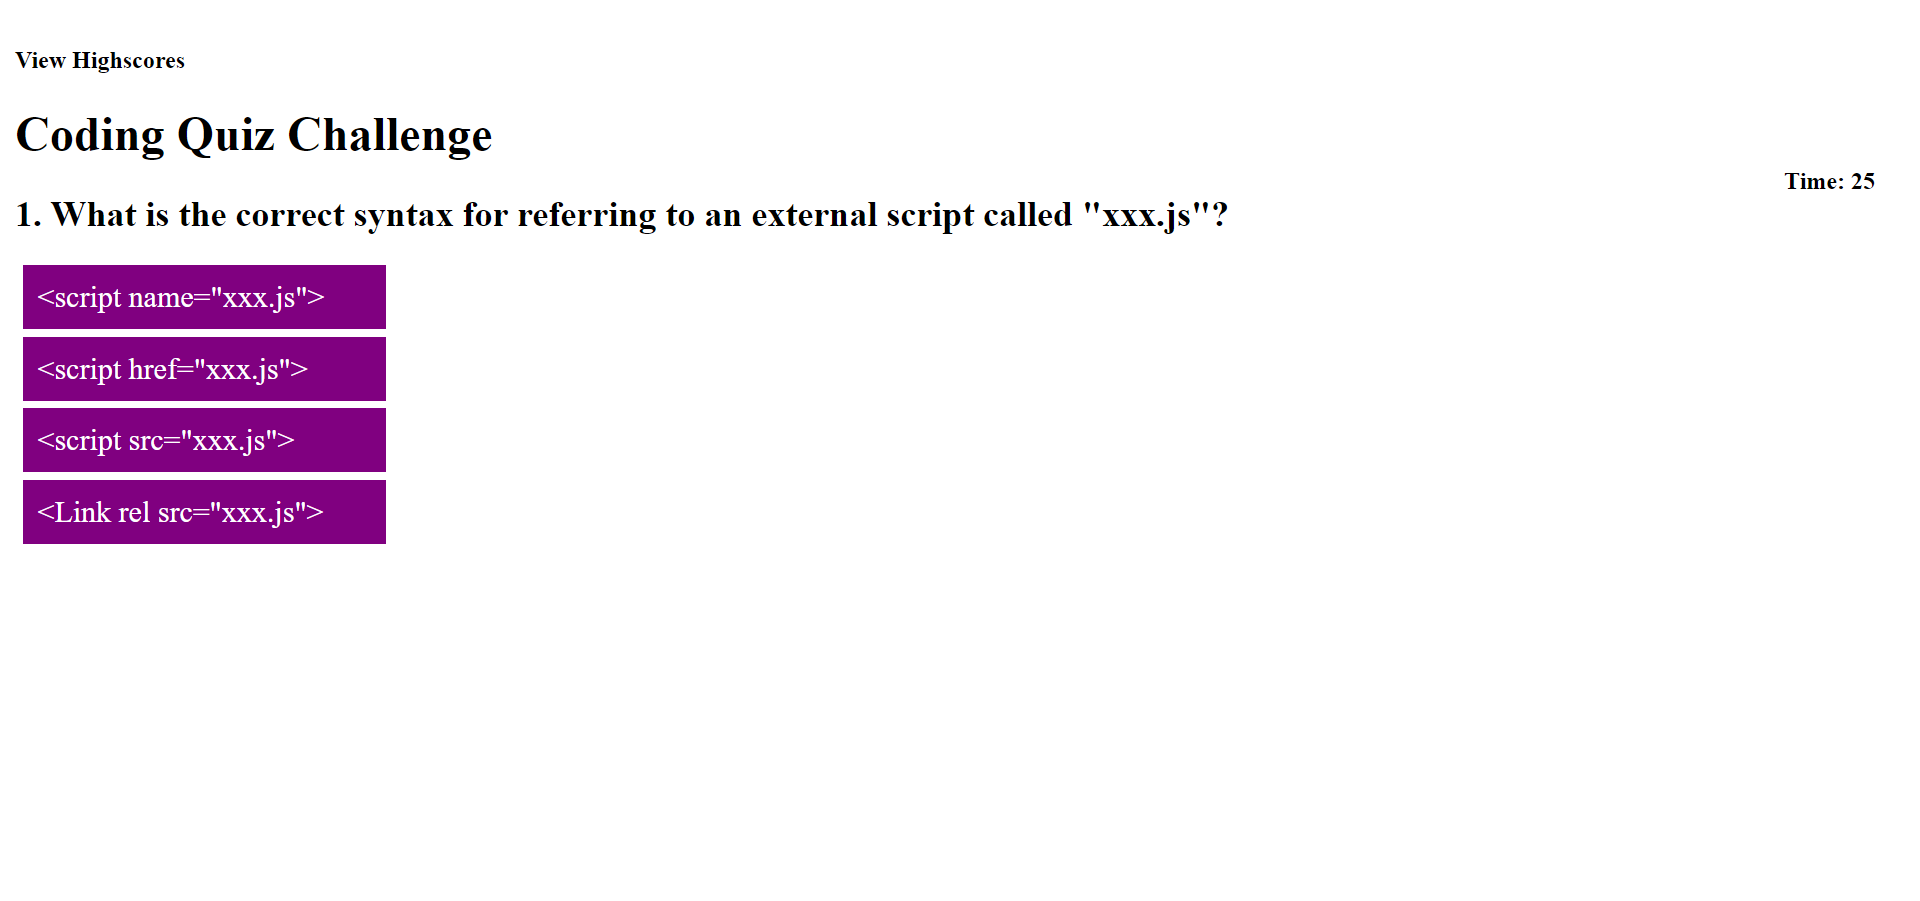 View Highscores
Coding Quiz Challenge
Time: 25
1. What is the correct syntax for referring to an external script called "xxx.js"?
<script name="xxx.js">
<script href="xxx.js">
<script src="xxx.js">
<Link rel src="xxx.js">